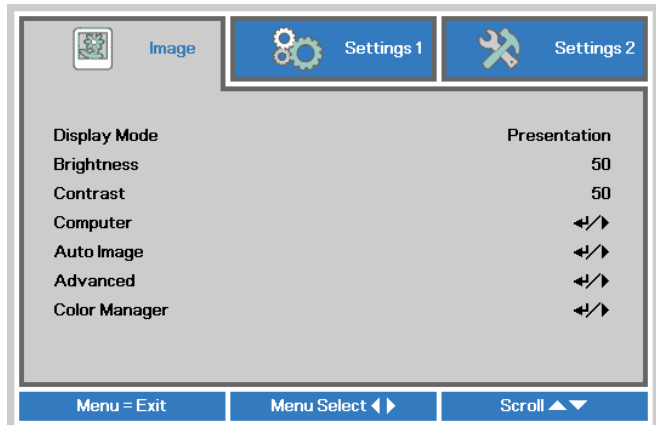 Image Settings 1 Settings 2
Display Mode Presentation
Brightness 50
Contrast 50
Computer ↵/▶
Auto Image ↵/▶
Advanced ↵/▶
Color Manager ↵/▶
Menu = Exit Menu Select ◀▶ Scroll ▲▼